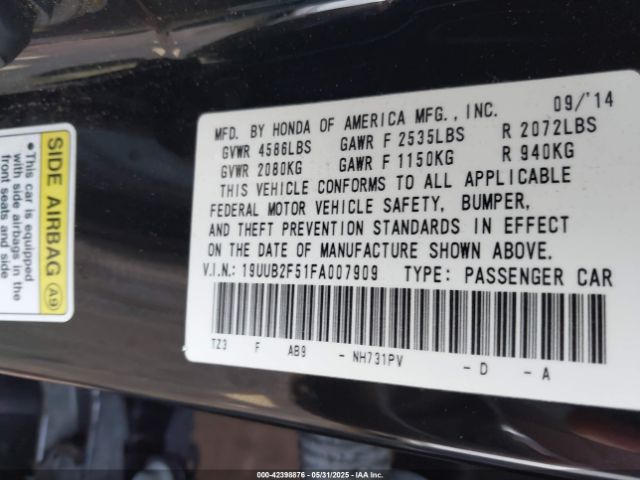 MFD. BY HONDA OF AMERICA MFG., INC. 09/'14
GVWR 4586LBS GAWR F 2535LBS R 2072LBS
GVWR 2080KG GAWR F 1150KG R 940KG
THIS VEHICLE CONFORMS TO ALL APPLICABLE
FEDERAL MOTOR VEHICLE SAFETY, BUMPER,
AND THEFT PREVENTION STANDARDS IN EFFECT
ON THE DATE OF MANUFACTURE SHOWN ABOVE.
V.I.N.: 19UUB2F51FA007909 TYPE: PASSENGER CAR
TZ3 F AB9 - NH731PV - D - A
SIDE AIRBAG A9
•This car is equipped
with side airbags in the
front seats and side
000-42398876 - 05/31/2025 - IAA Inc.